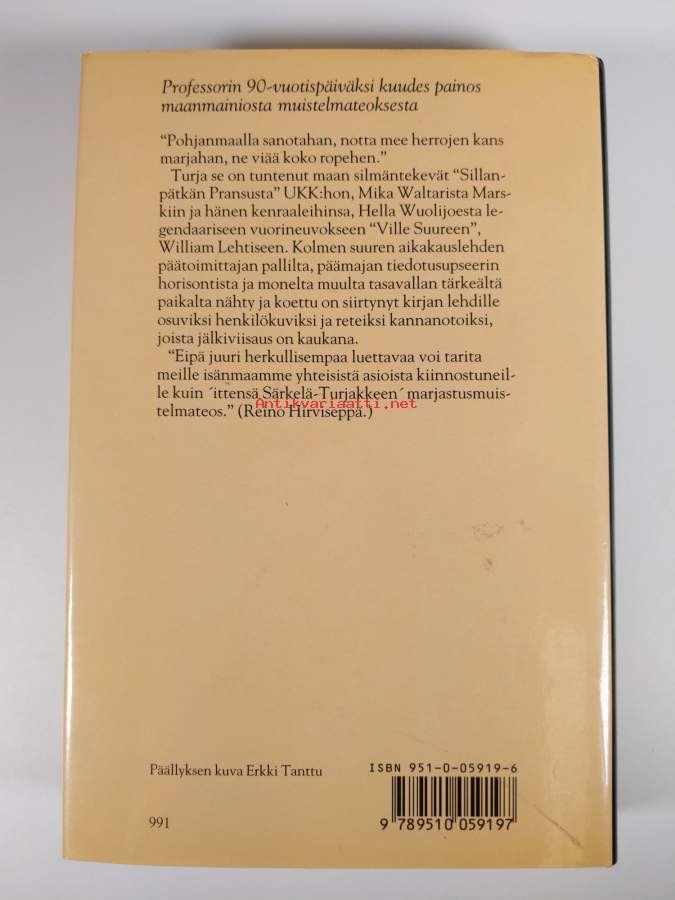 Professorin 90-vuotispäiväksi kuudes painos
maanmainiosta muistelmateoksesta
“Pohjanmaalla sanotahan, notta mee herrojen kans
marjahan, ne viää koko ropehen.”
Turja se on tuntenut maan silmäntekevät “Sillan-
pätkän Pransusta” UKK:hon, Mika Waltarista Mars-
kiin ja hänen kenraaleihinsa, Hella Wuolijoesta le-
gendaariseen vuorineuvokseen “Ville Suureen”,
William Lehtiseen. Kolmen suuren aikakauslehden
päätoimittajan pallilta, päämajan tiedotusupseerin
horisontista ja monelta muulta tasavallan tärkeältä
paikalta nähty ja koettu on siirtynyt kirjan lehdille
osuviksi henkilökuviksi ja reteiksi kannanotoiksi,
joista jälkiviisaus on kaukana.
“Eipä juuri herkullisempaa luettavaa voi tarita
meille isänmaamme yhteisistä asioista kiinnostuneil-
le kuin ´ittensä Särkelä-Turjakkeen´ marjastusmuis-
telmateos.” (Reino Hirviseppä.)
Antikvariaatti.net
Päällyksen kuva Erkki Tanttu
ISBN 951-0-05919-6
9 789510 059197
991